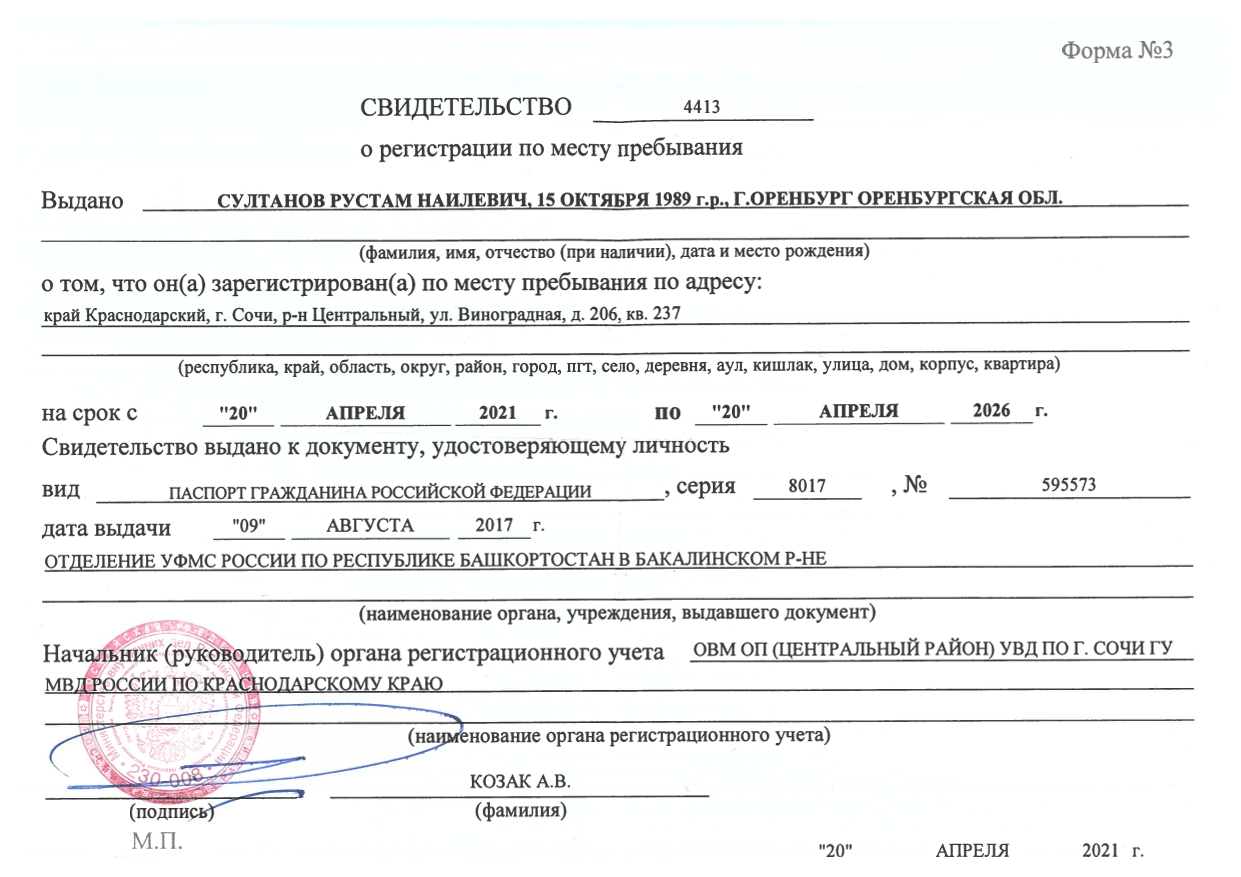 Форма №3
СВИДЕТЕЛЬСТВО 4413
о регистрации по месту пребывания
Выдано СУЛТАНОВ РУСТАМ НАИЛЕВИЧ, 15 ОКТЯБРЯ 1989 г.р., Г.ОРЕНБУРГ ОРЕНБУРГСКАЯ ОБЛ.
(фамилия, имя, отчество (при наличии), дата и место рождения)
о том, что он(а) зарегистрирован(а) по месту пребывания по адресу:
край Краснодарский, г. Сочи, р-н Центральный, ул. Виноградная, д. 206, кв. 237
(республика, край, область, округ, район, город, пгт, село, деревня, аул, кишлак, улица, дом, корпус, квартира)
на срок с "20" АПРЕЛЯ 2021 г. по "20" АПРЕЛЯ 2026 г.
Свидетельство выдано к документу, удостоверяющему личность
вид ПАСПОРТ ГРАЖДАНИНА РОССИЙСКОЙ ФЕДЕРАЦИИ , серия 8017 , № 595573
дата выдачи "09" АВГУСТА 2017 г.
ОТДЕЛЕНИЕ УФМС РОССИИ ПО РЕСПУБЛИКЕ БАШКОРТОСТАН В БАКАЛИНСКОМ Р-НЕ
(наименование органа, учреждения, выдавшего документ)
Начальник (руководитель) органа регистрационного учета ОВМ ОП (ЦЕНТРАЛЬНЫЙ РАЙОН) УВД ПО Г. СОЧИ ГУ
МВД РОССИИ ПО КРАСНОДАРСКОМУ КРАЮ
(наименование органа регистрационного учета)
230-008
КОЗАК А.В.
(подпись) (фамилия)
М.П.
"20" АПРЕЛЯ 2021 г.